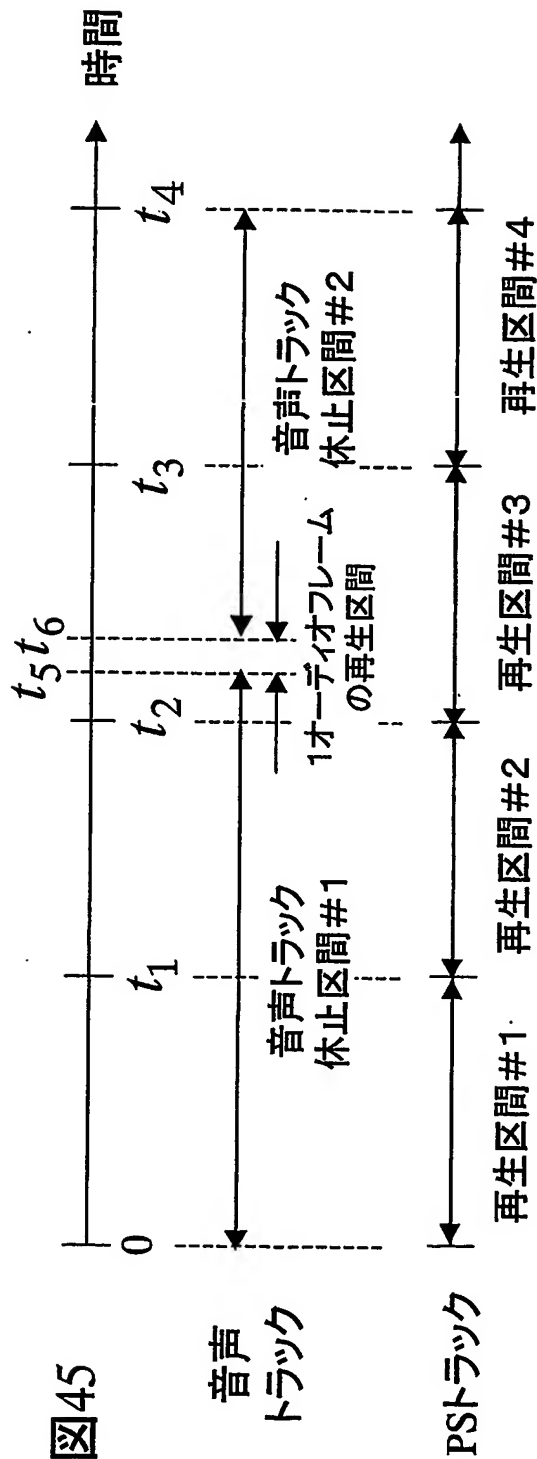 図45
時間
t5 t6
0
t1
t2
t3
t4
音声
トラック
音声トラック
休止区間#1
1オーディオフレーム
の再生区間
音声トラック
休止区間#2
PSトラック
再生区間#1
再生区間#2
再生区間#3
再生区間#4